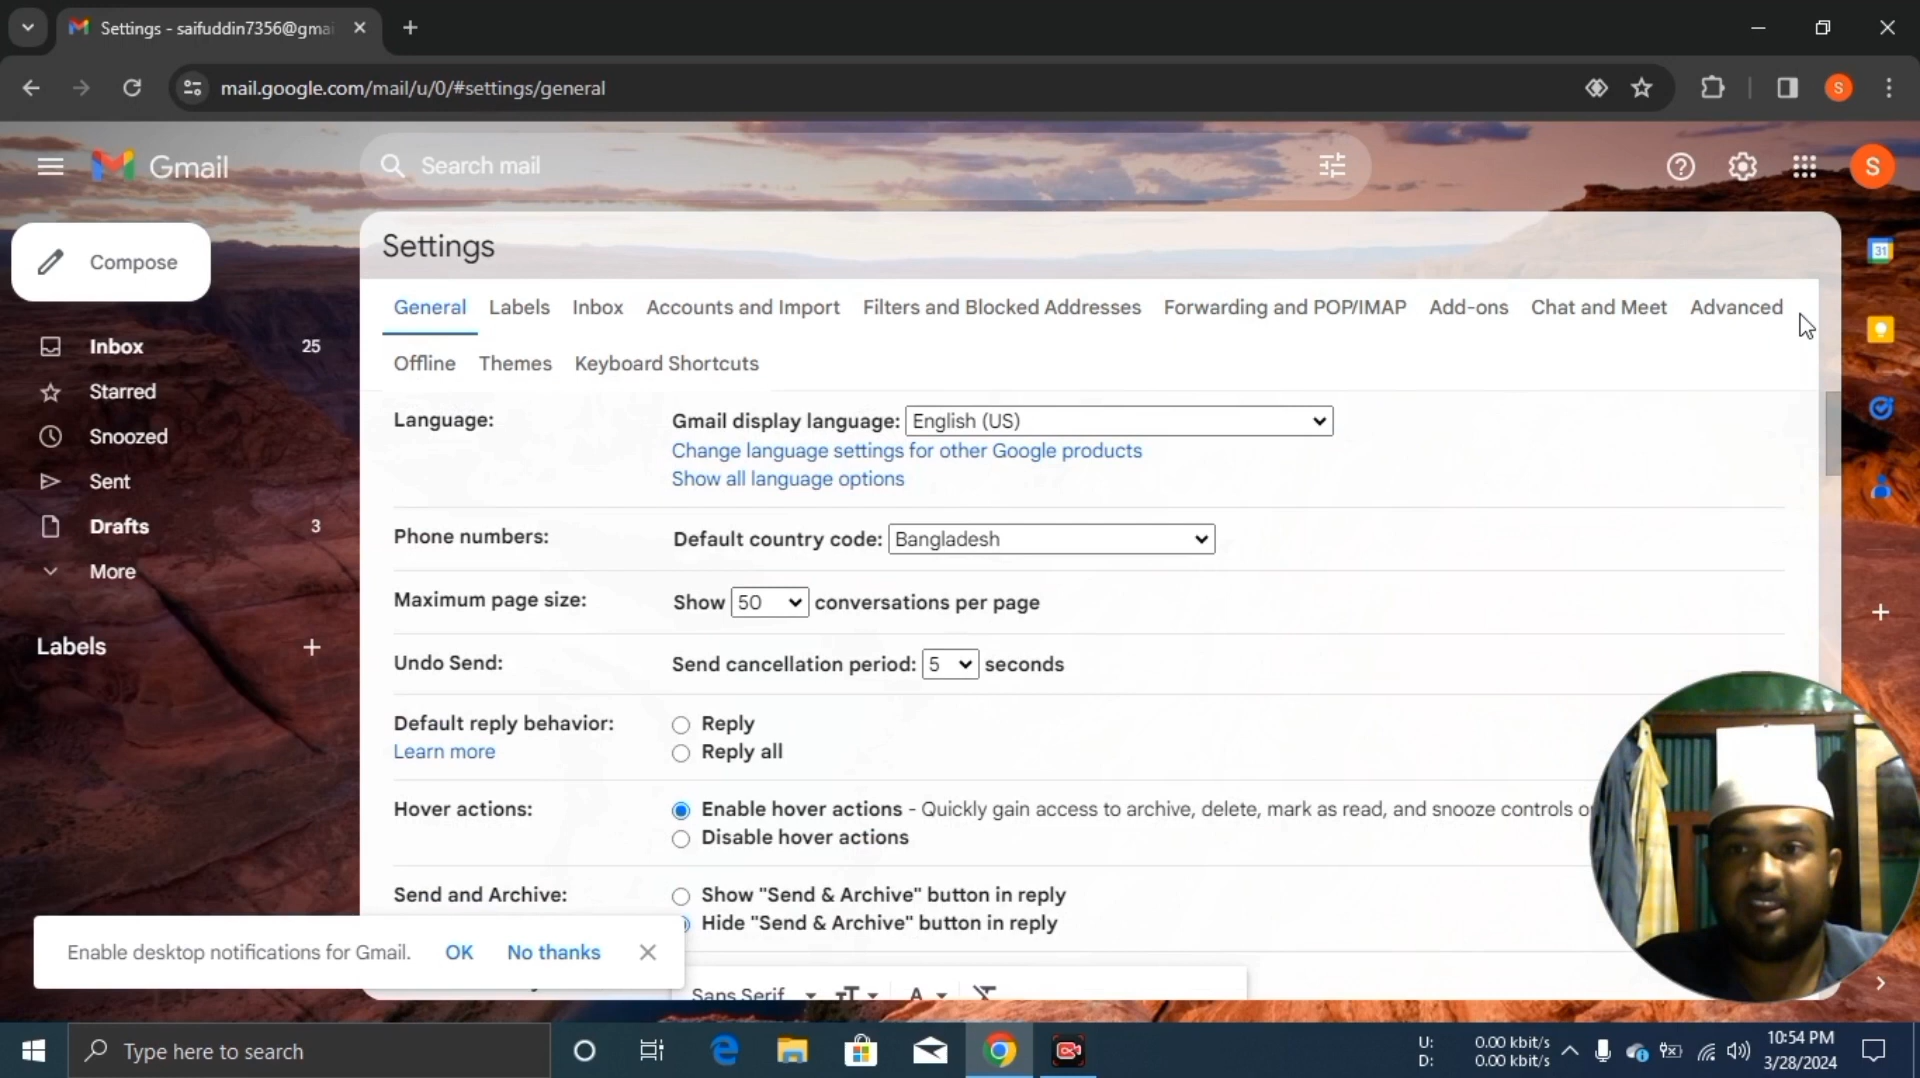 Settings - saifuddin7356@gmai
mail.google.com/mail/u/0/#settings/general
S
Gmail
Search mail
S
Compose
Settings
31
General Labels Inbox Accounts and Import Filters and Blocked Addresses Forwarding and POP/IMAP Add-ons Chat and Meet Advanced
Offline Themes Keyboard Shortcuts
Inbox 25
Starred
Snoozed
Sent
Drafts 3
More
Labels
Language: Gmail display language: English (US)
Change language settings for other Google products
Show all language options
Phone numbers: Default country code: Bangladesh
Maximum page size: Show 50 conversations per page
Undo Send: Send cancellation period: 5 seconds
Default reply behavior: Reply
Learn more Reply all
Hover actions: Enable hover actions - Quickly gain access to archive, delete, mark as read, and snooze controls
Disable hover actions
Send and Archive: Show "Send & Archive" button in reply
Hide "Send & Archive" button in reply
Enable desktop notifications for Gmail. OK No thanks
Sans Serif
Type here to search
U: 0.00 kbit/s
D: 0.00 kbit/s
10:54 PM
3/28/2024